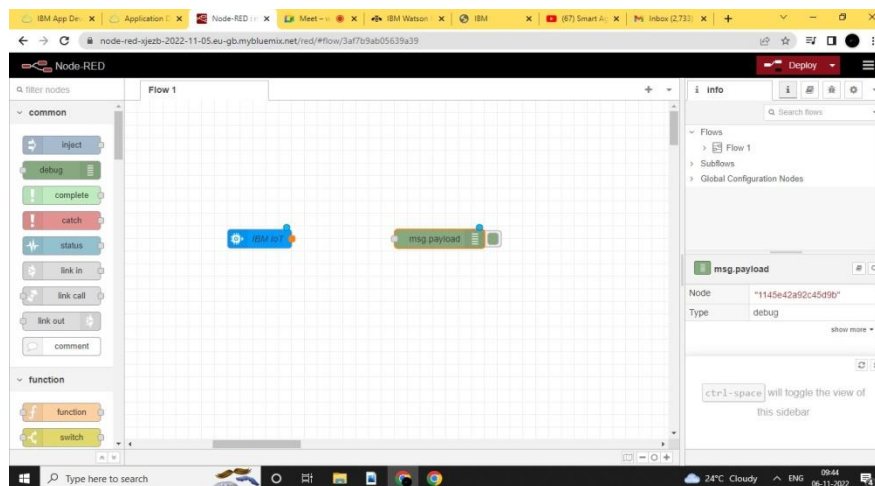 IBM App Dev
Application D
Node-RED : n
Meet – 
IBM Watson
IBM
(67) Smart Ag
Inbox (2,733)
node-red-xjezb-2022-11-05.eu-gb.mybluemix.net/red/#flow/3af7b9ab05639a39
Node-RED
Deploy
filter nodes
Flow 1
info
Search flows
common
Flows
Flow 1
Subflows
Global Configuration Nodes
inject
debug
complete
catch
status
link in
link call
link out
comment
function
function
switch
IBM IoT
msg.payload
msg.payload
Node
"1145e42a92c45d9b"
Type
debug
show more
ctrl-space will toggle the view of
this sidebar
Type here to search
24°C Cloudy
ENG
09:44
06-11-2022